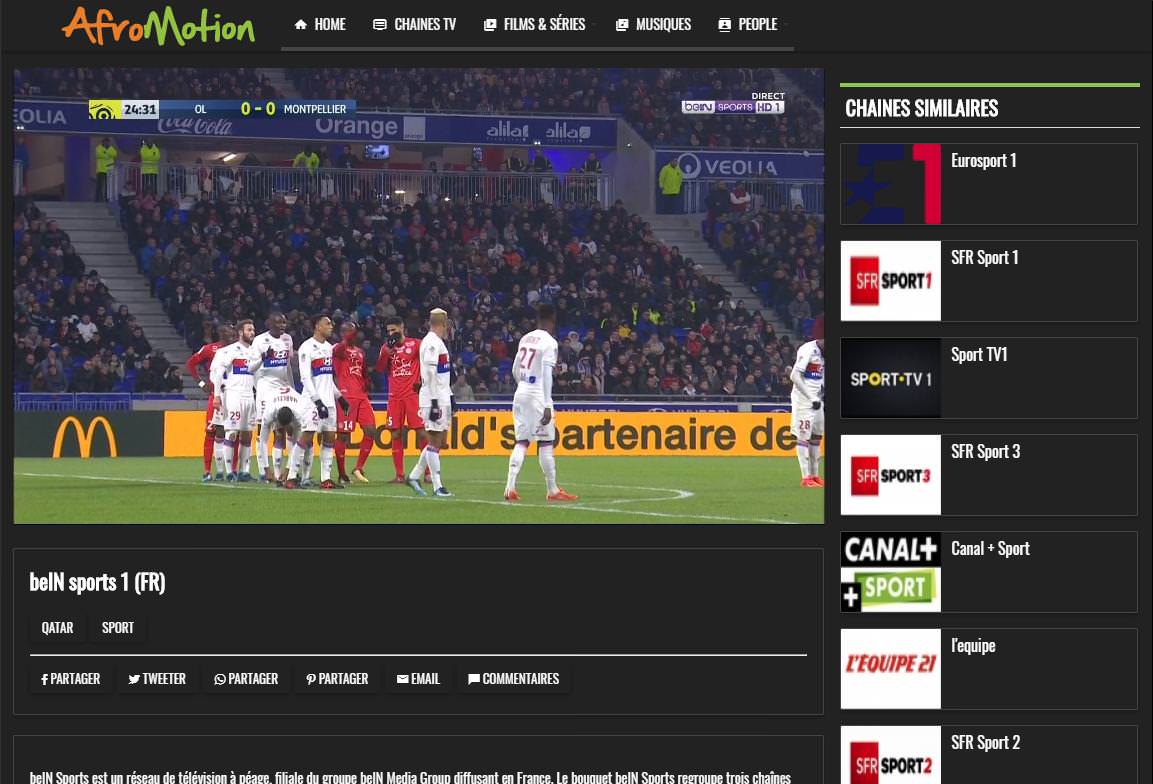 AfroMotion
HOME
CHAINES TV
FILMS & SÉRIES
MUSIQUES
PEOPLE
24:31
OL
0 - 0
MONTPELLIER
DIRECT
beIN SPORTS HD 1
EOLIA
Coca-Cola
Orange
orange
alila
alila
VEOLIA
27
29
14
28
Donald's partenaire de
beIN sports 1 (FR)
QATAR
SPORT
PARTAGER
TWEETER
PARTAGER
PARTAGER
EMAIL
COMMENTAIRES
beIN Sports est un réseau de télévision à péage, filiale du groupe beIN Media Group diffusant en France. Le bouquet beIN Sports regroupe trois chaînes
CHAINES SIMILAIRES
Eurosport 1
SFR SPORT1
SFR Sport 1
SPORT·TV 1
Sport TV1
SFR SPORT3
SFR Sport 3
CANAL+
+ SPORT
Canal + Sport
L'ÉQUIPE 21
l'equipe
SFR SPORT2
SFR Sport 2